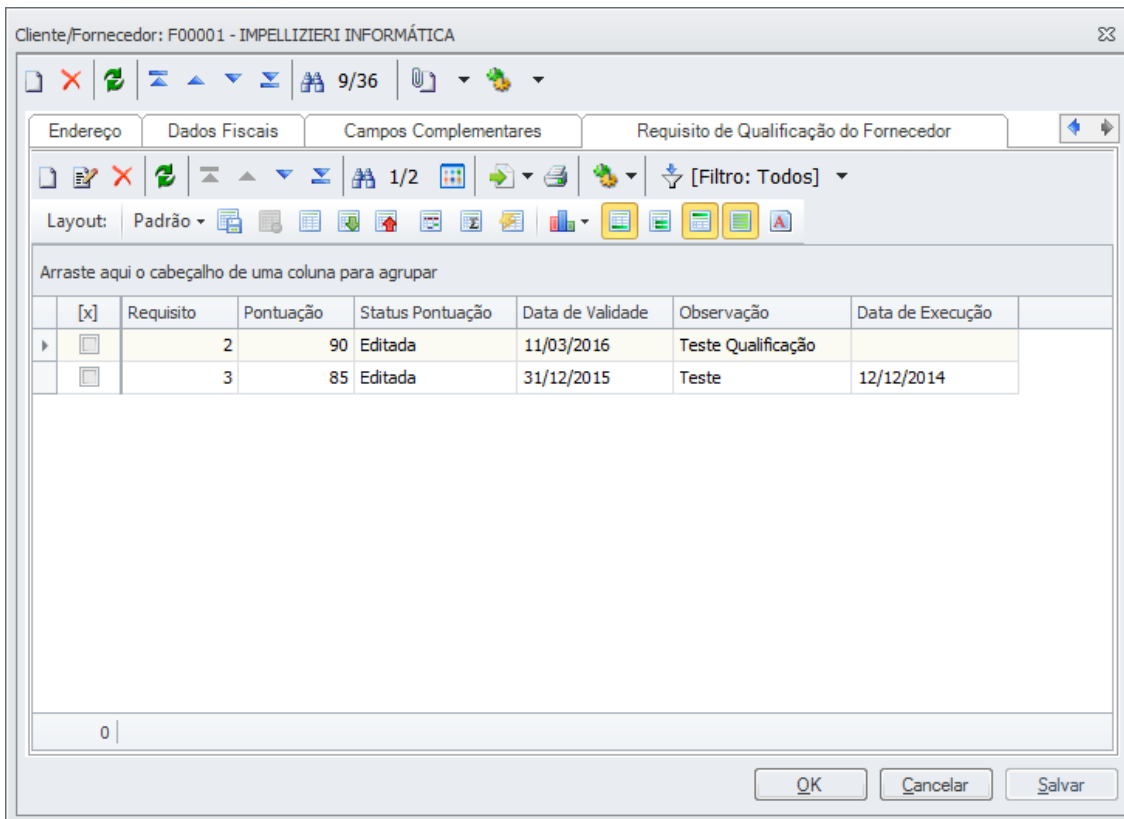 Cliente/Fornecedor: F00001 - IMPELLIZIERI INFORMÁTICA
9/36
Endereço Dados Fiscais Campos Complementares Requisito de Qualificação do Fornecedor
1/2 [Filtro: Todos]
Layout: Padrão
Arraste aqui o cabeçalho de uma coluna para agrupar
[x] Requisito Pontuação Status Pontuação Data de Validade Observação Data de Execução
2 90 Editada 11/03/2016 Teste Qualificação
3 85 Editada 31/12/2015 Teste 12/12/2014
0
OK Cancelar Salvar